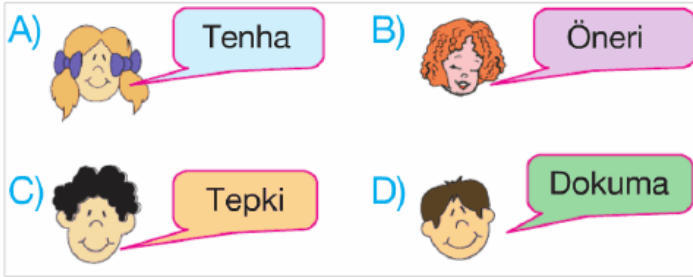 A) Tenha
B) Öneri
C) Tepki
D) Dokuma